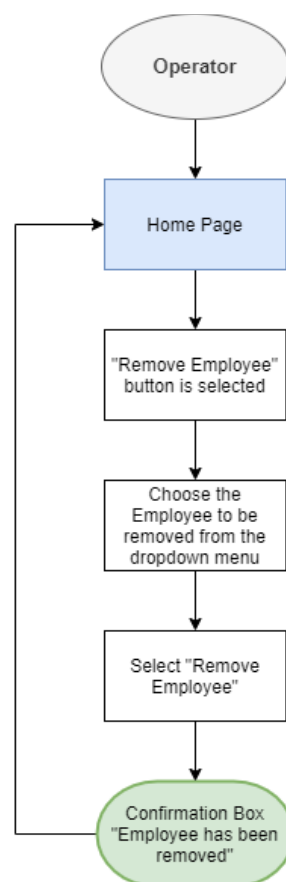 Operator
Home Page
"Remove Employee"
button is selected
Choose the
Employee to be
removed from the
dropdown menu
Select "Remove
Employee"
Confirmation Box
"Employee has been
removed"